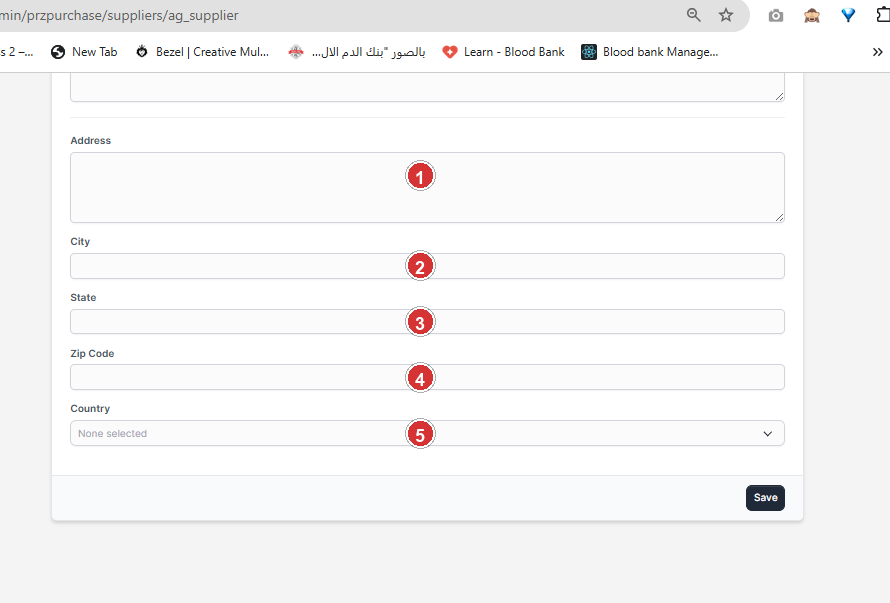 min/przpurchase/suppliers/ag_supplier
s 2 –...
New Tab
Bezel | Creative Mul...
بالصور "بنك الدم الال...
Learn - Blood Bank
Blood bank Manage...
Address
1
City
2
State
3
Zip Code
4
Country
None selected
5
Save